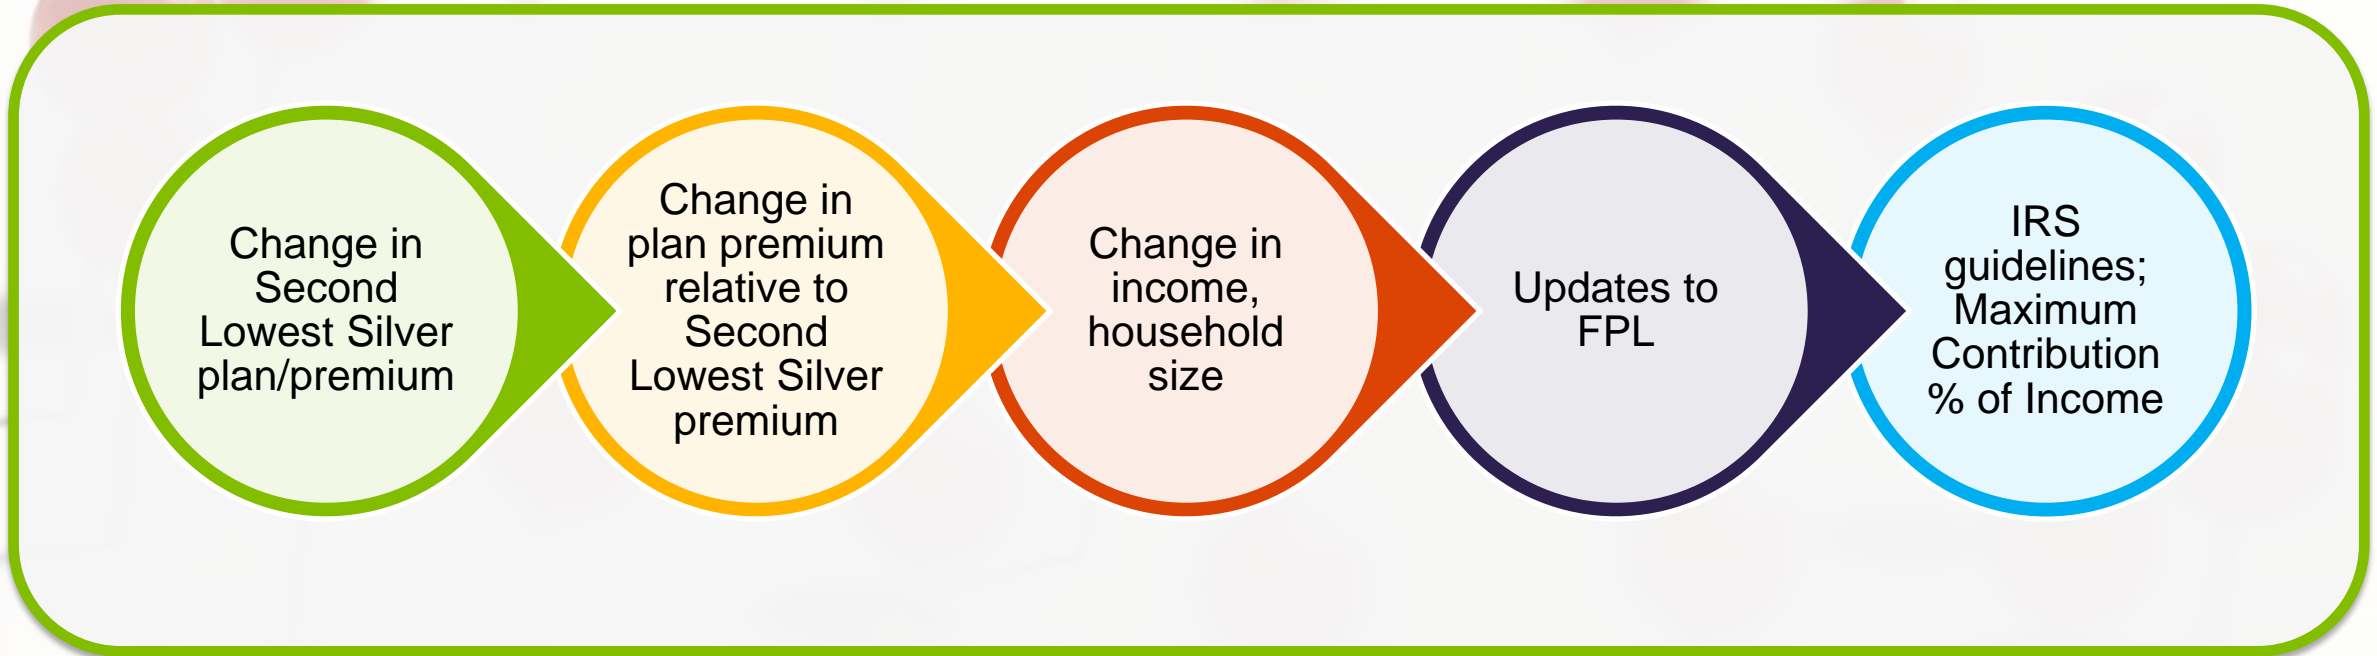 Change in
Second
Lowest Silver
plan/premium
Change in
plan premium
relative to
Second
Lowest Silver
premium
Change in
income,
household
size
Updates to
FPL
IRS
guidelines;
Maximum
Contribution
% of Income